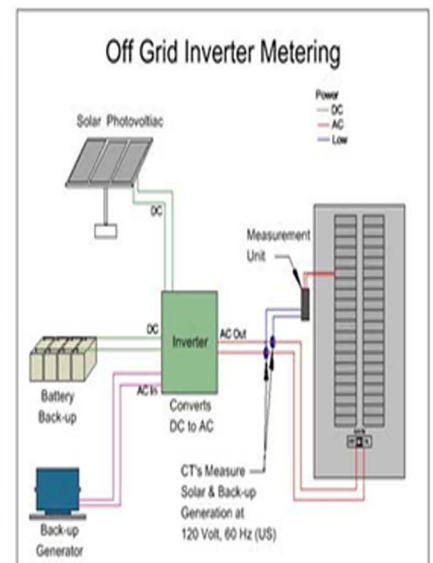 Off Grid Inverter Metering
Power
DC
AC
Low
Solar Photovoltiac
DC
Measurement
Unit
DC
Inverter
AC Out
Battery
Back-up
AC In
Converts
DC to AC
CT's Measure
Solar & Back-up
Generation at
120 Volt, 60 Hz (US)
Back-up
Generator